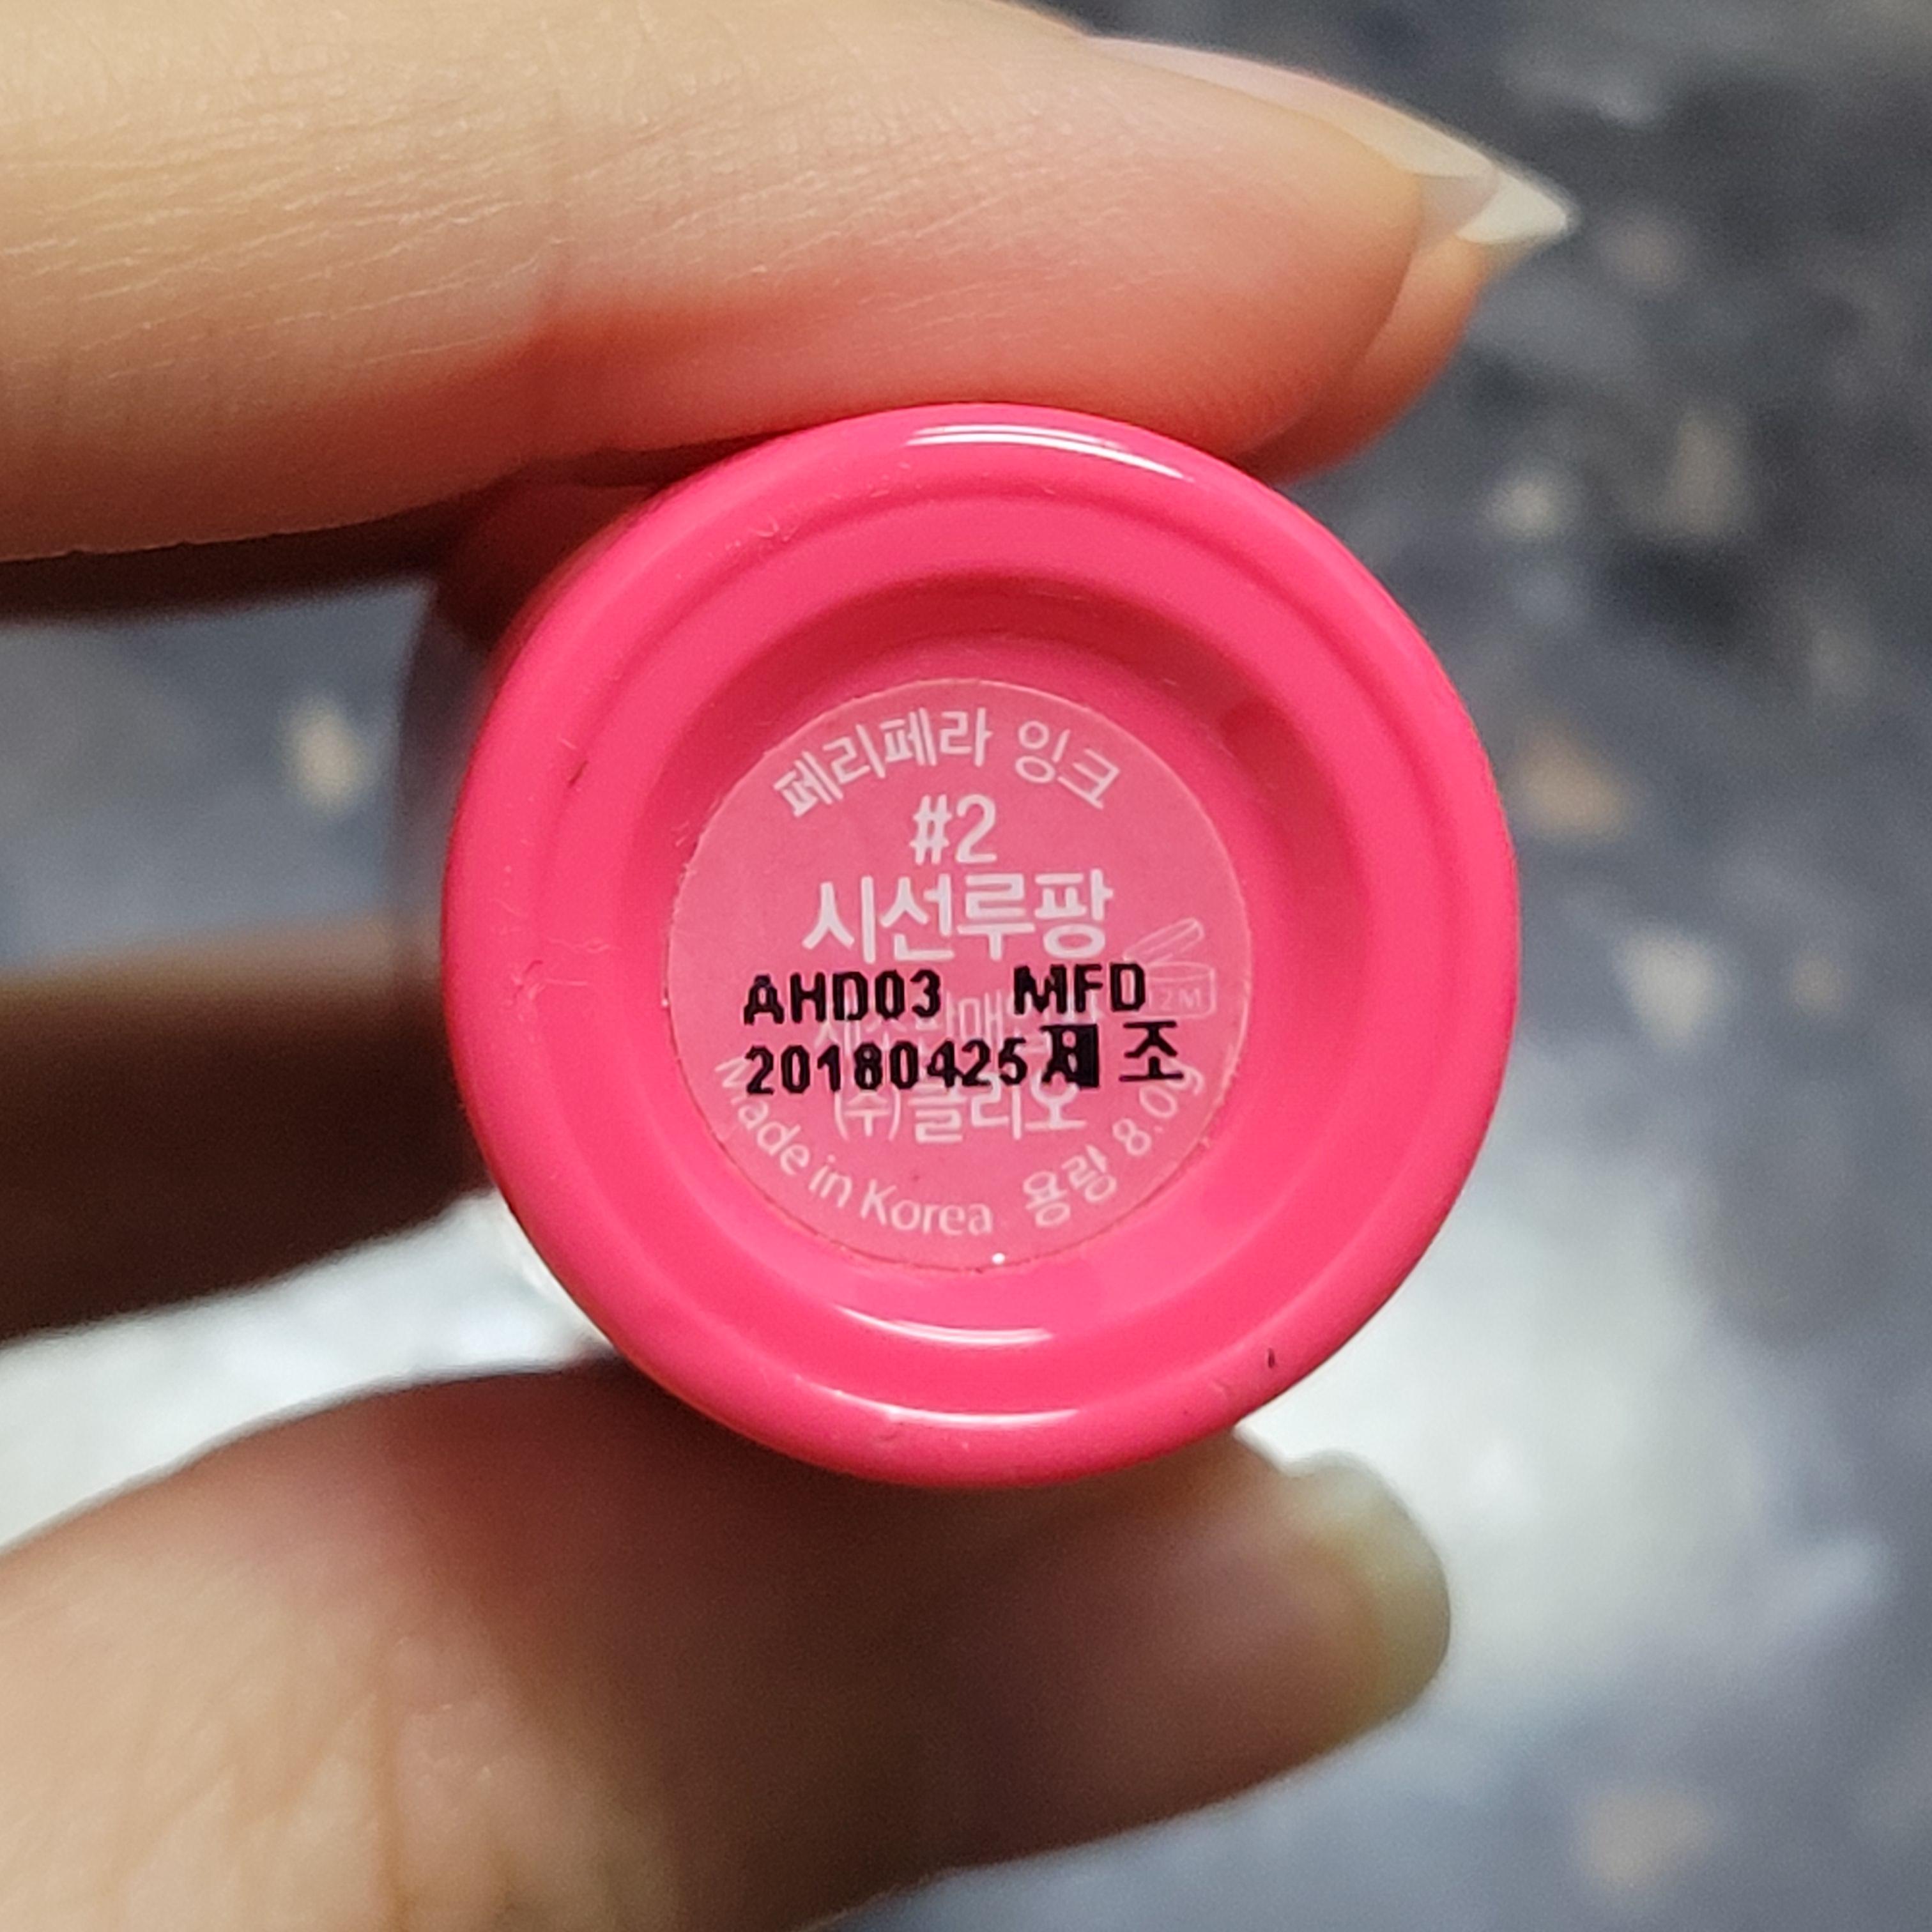 페리페라 잉크
#2
시선루팡
12M
AHD03 MFD
20180425 제조
(주)클리오
Made in Korea 용량 8.0g